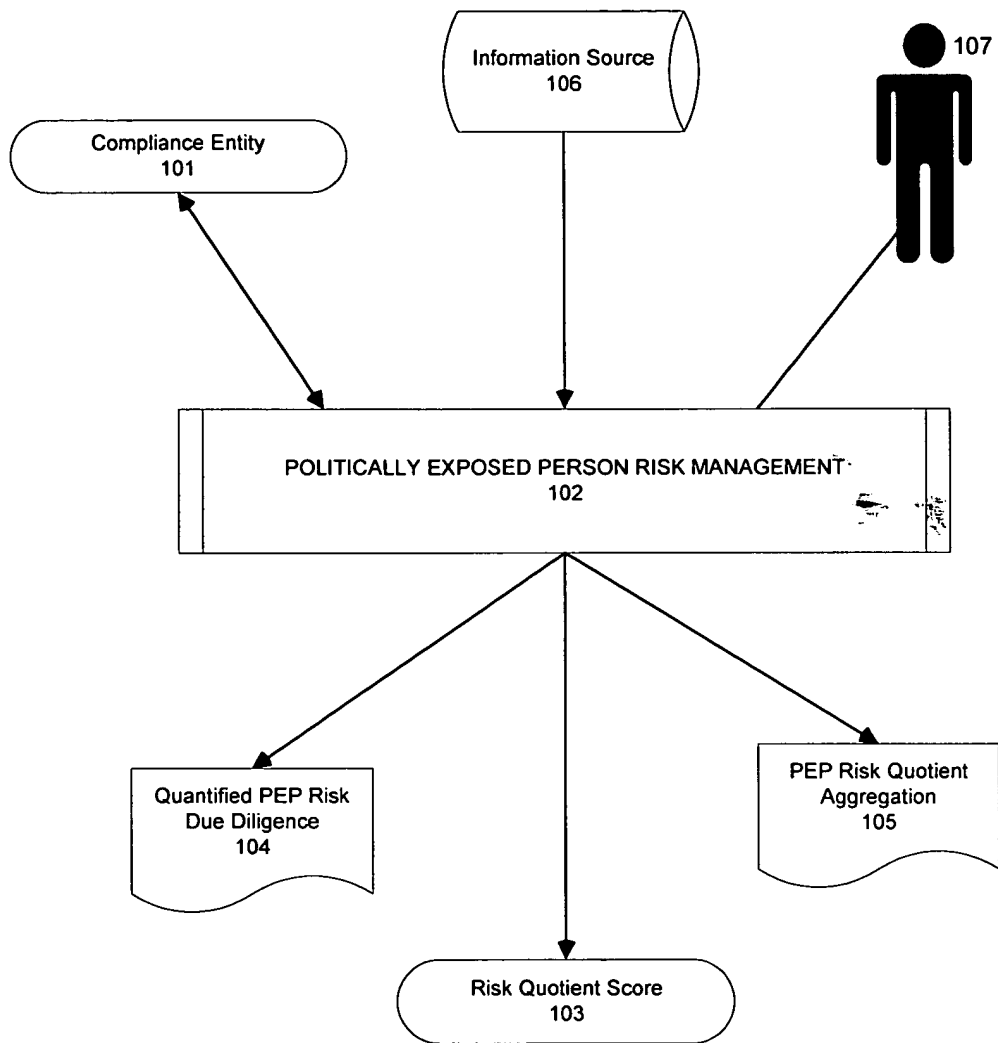 Information Source
106
107
Compliance Entity
101
POLITICALLY EXPOSED PERSON RISK MANAGEMENT
102
Quantified PEP Risk
Due Diligence
104
PEP Risk Quotient
Aggregation
105
Risk Quotient Score
103